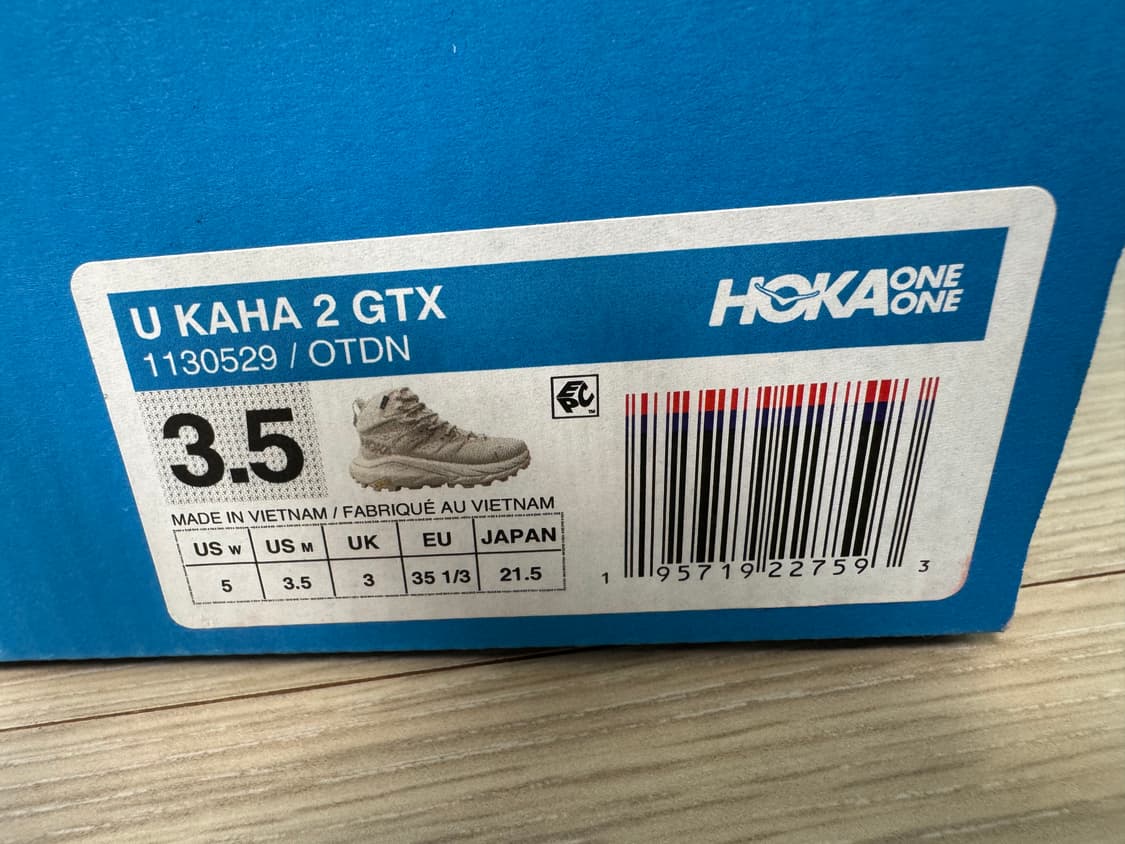 U KAHA 2 GTX
1130529 / OTDN
HOKA ONE ONE
3.5
EPC™
MADE IN VIETNAM / FABRIQUÉ AU VIETNAM
US W US M UK EU JAPAN
5 3.5 3 35 1/3 21.5
1 95719 22759 3